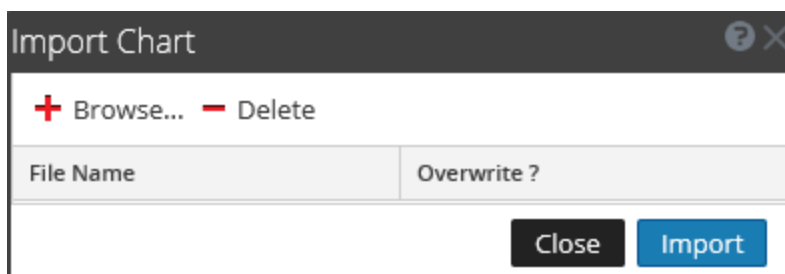 Import Chart
Browse... Delete
File Name Overwrite ?
Close Import